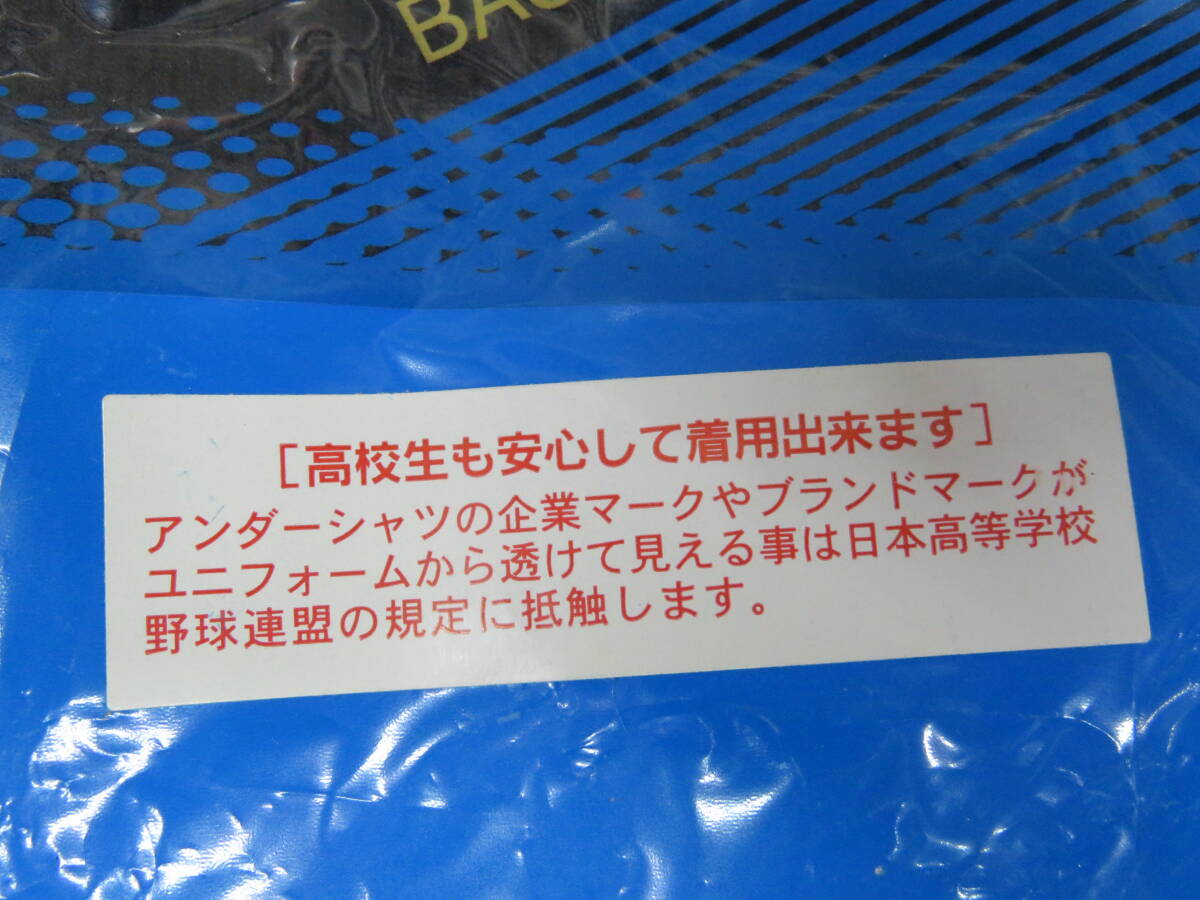 [高校生も安心して着用出来ます]
アンダーシャツの企業マークやブランドマークが
ユニフォームから透けて見える事は日本高等学校
野球連盟の規定に抵触します。